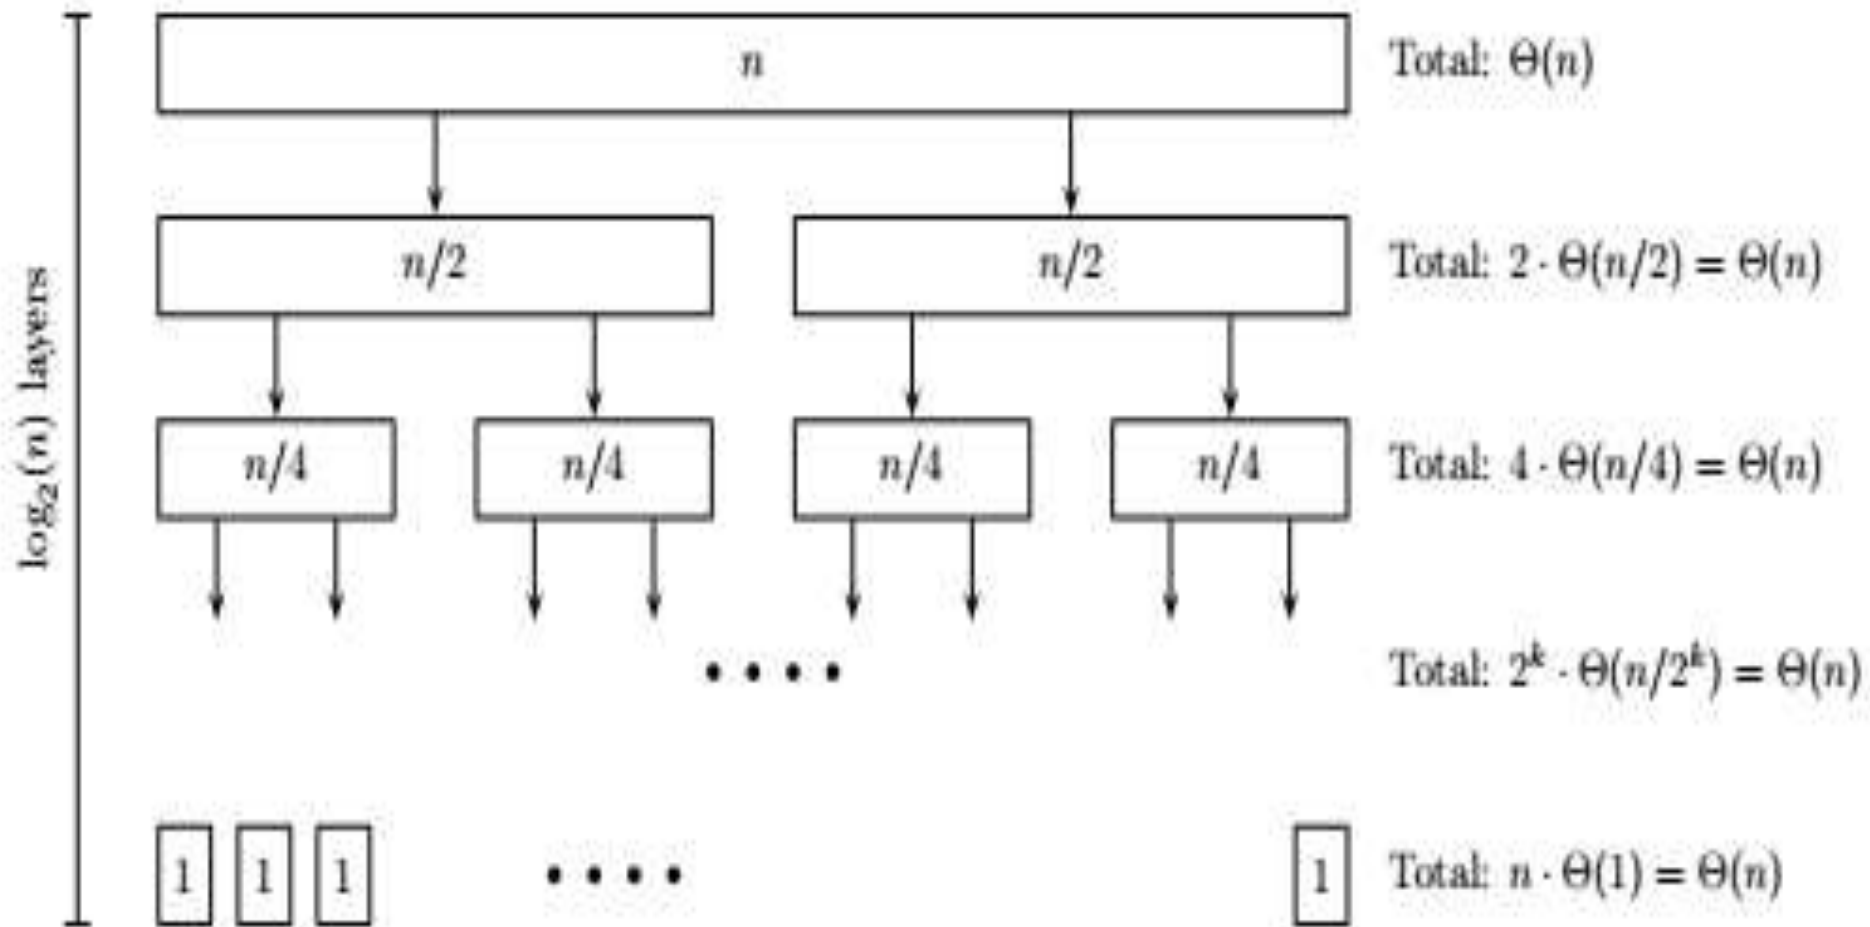 n Total: Θ(n)
n/2 n/2 Total: 2 · Θ(n/2) = Θ(n)
log₂(n) layers
n/4 n/4 n/4 n/4 Total: 4 · Θ(n/4) = Θ(n)
Total: 2ᵏ · Θ(n/2ᵏ) = Θ(n)
1 1 1 1 Total: n · Θ(1) = Θ(n)